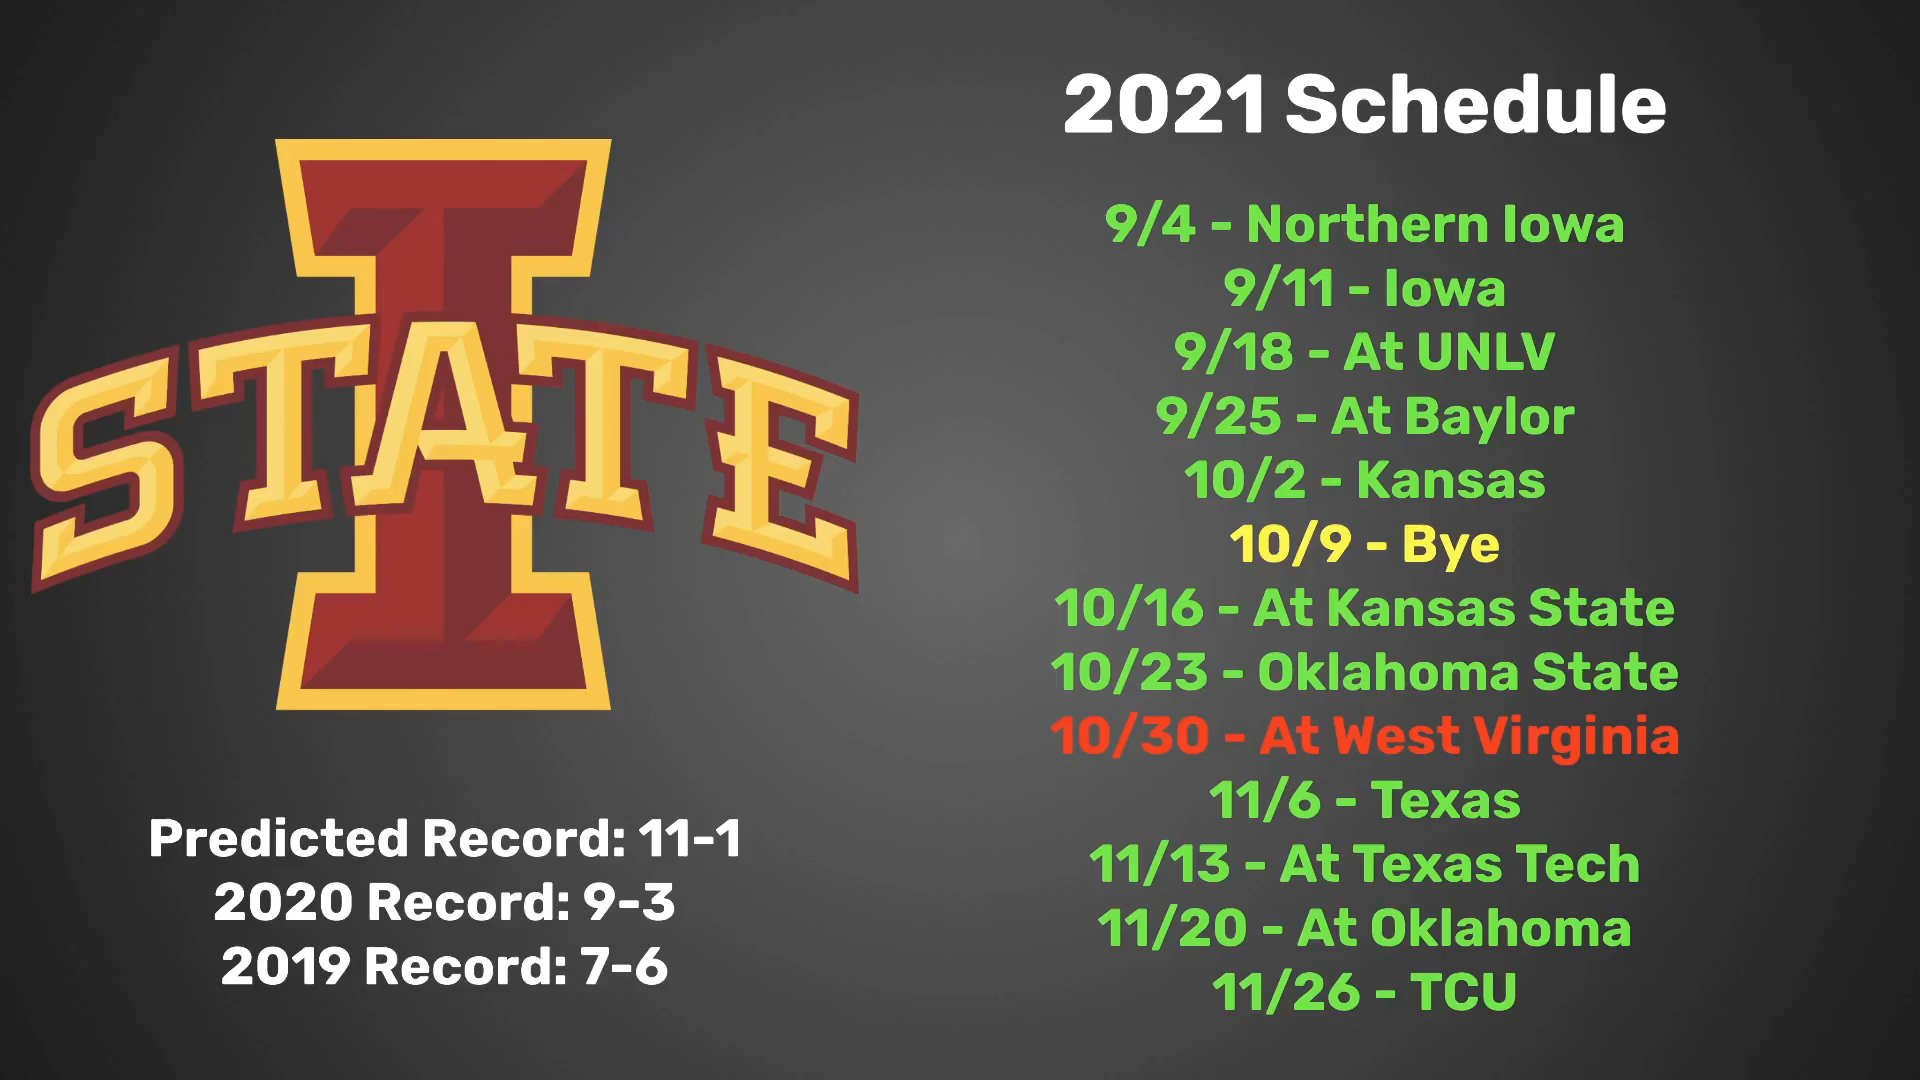 STATE
Predicted Record: 11-1
2020 Record: 9-3
2019 Record: 7-6
2021 Schedule
9/4 - Northern Iowa
9/11 - Iowa
9/18 - At UNLV
9/25 - At Baylor
10/2 - Kansas
10/9 - Bye
10/16 - At Kansas State
10/23 - Oklahoma State
10/30 - At West Virginia
11/6 - Texas
11/13 - At Texas Tech
11/20 - At Oklahoma
11/26 - TCU